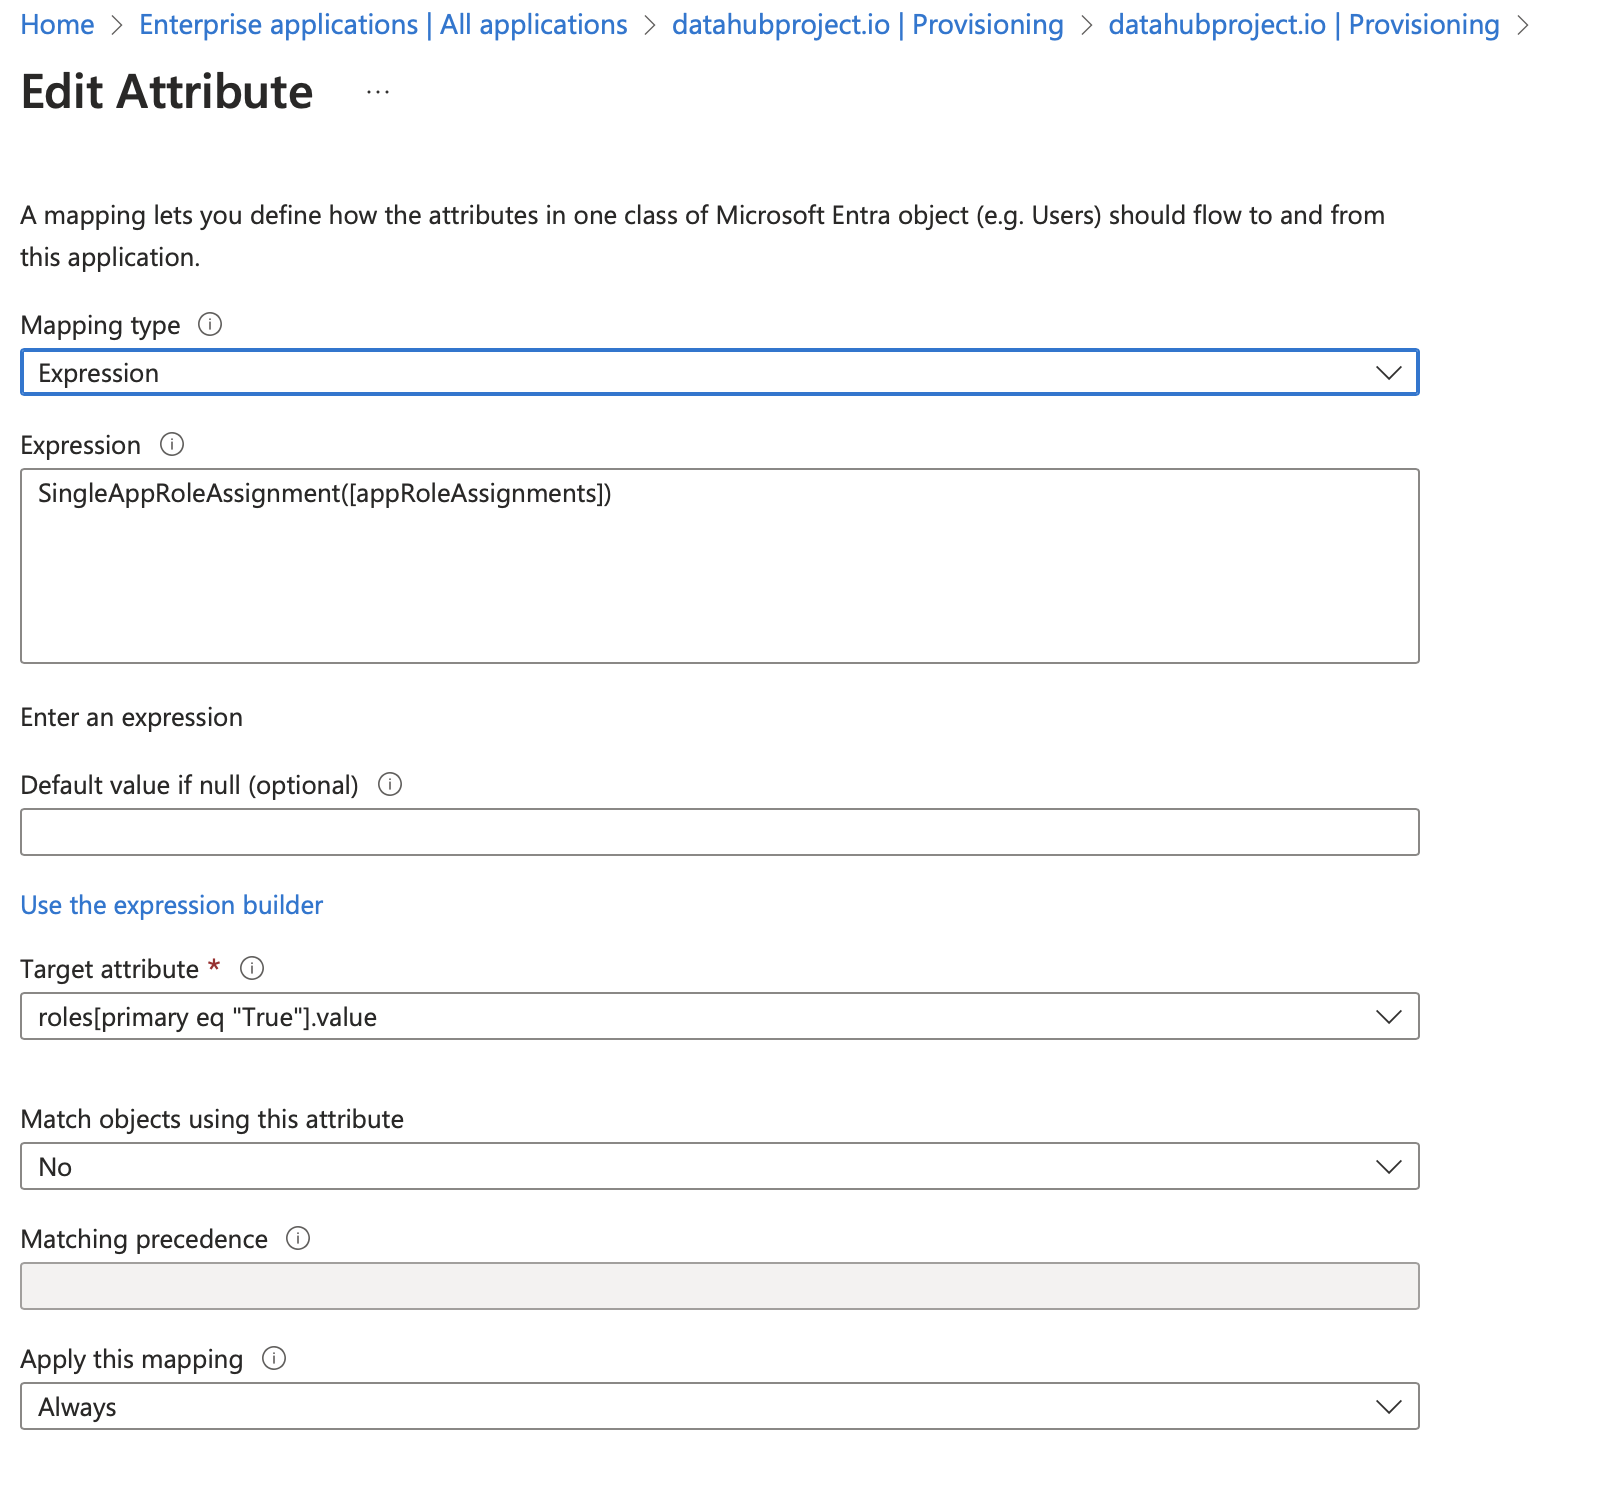 Home > Enterprise applications | All applications > datahubproject.io | Provisioning > datahubproject.io | Provisioning >
Edit Attribute ...
A mapping lets you define how the attributes in one class of Microsoft Entra object (e.g. Users) should flow to and from
this application.
Mapping type
Expression
Expression
SingleAppRoleAssignment([appRoleAssignments])
Enter an expression
Default value if null (optional)
Use the expression builder
Target attribute *
roles[primary eq "True"].value
Match objects using this attribute
No
Matching precedence
Apply this mapping
Always